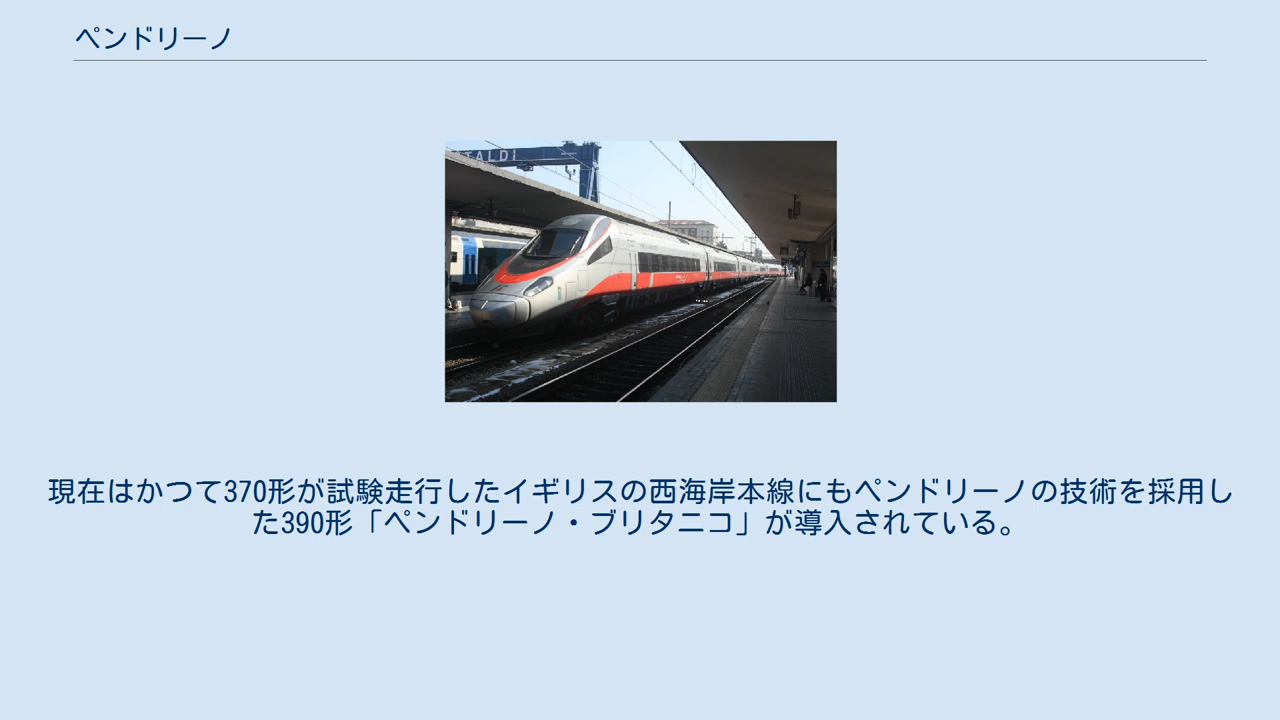 ペンドリーノ
TALDI
現在はかつて370形が試験走行したイギリスの西海岸本線にもペンドリーノの技術を採用し
た390形「ペンドリーノ・ブリタニコ」が導入されている。